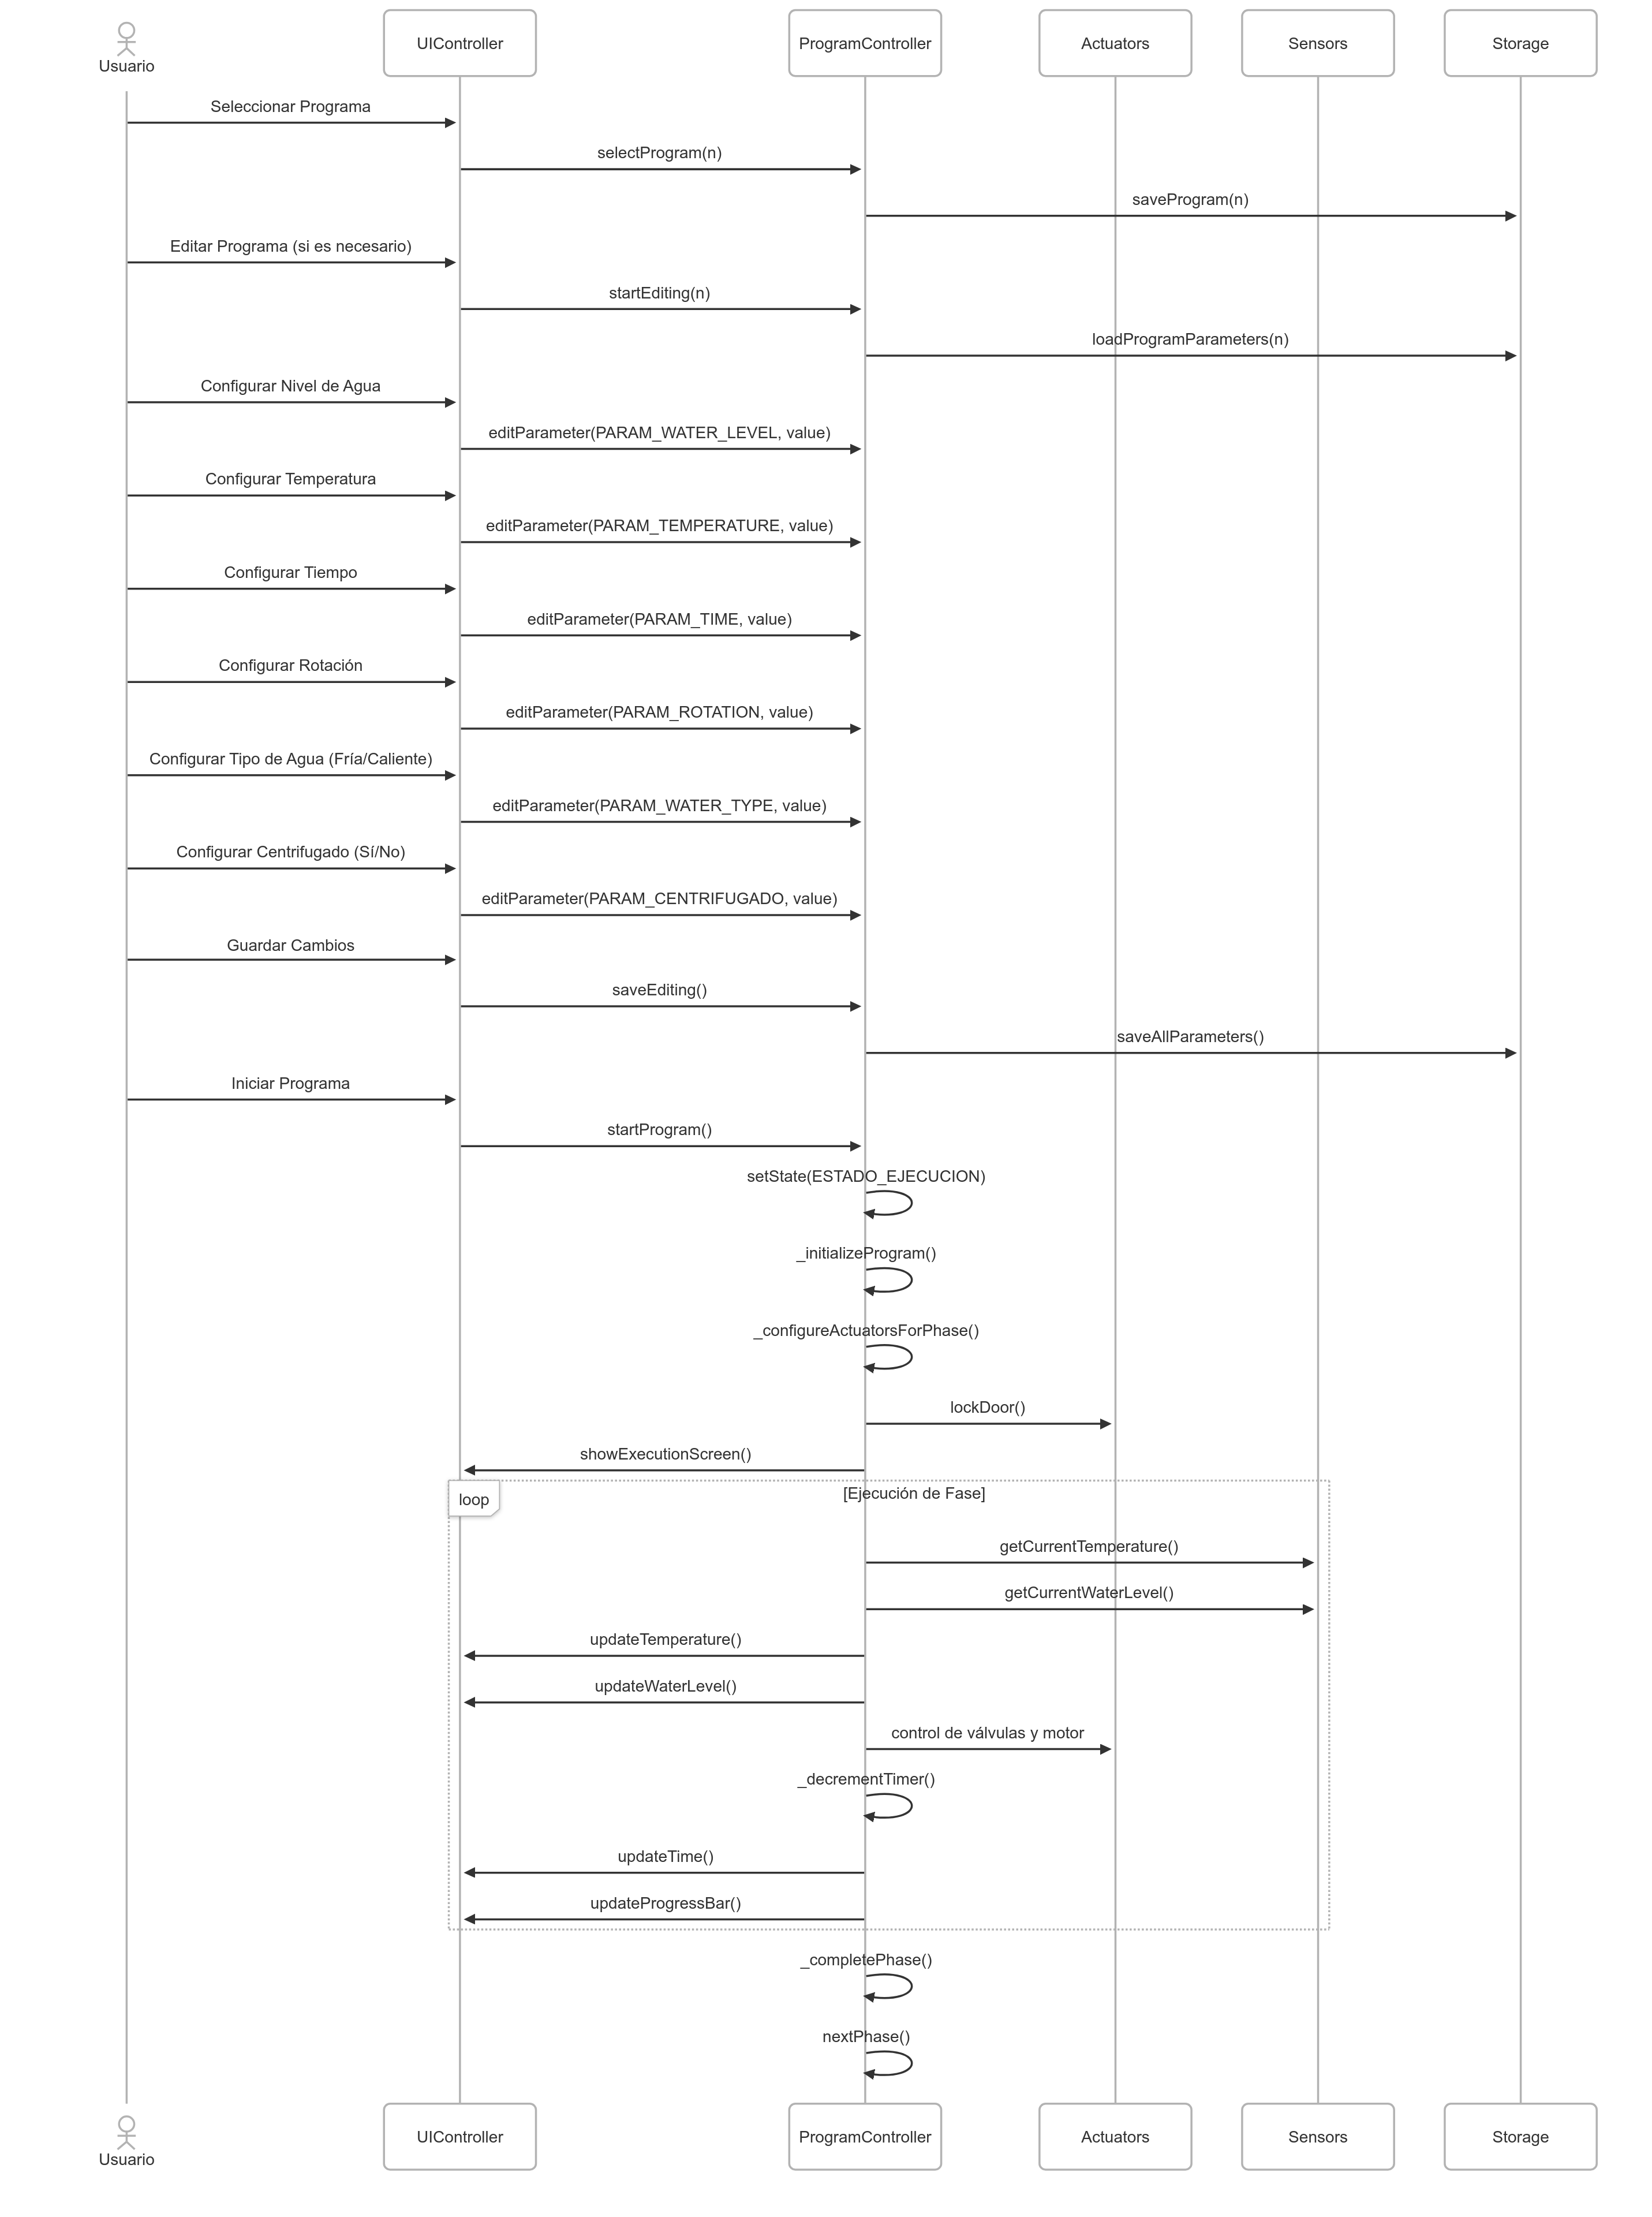 Usuario
UIController
ProgramController
Actuators
Sensors
Storage
Seleccionar Programa
selectProgram(n)
saveProgram(n)
Editar Programa (si es necesario)
startEditing(n)
loadProgramParameters(n)
Configurar Nivel de Agua
editParameter(PARAM_WATER_LEVEL, value)
Configurar Temperatura
editParameter(PARAM_TEMPERATURE, value)
Configurar Tiempo
editParameter(PARAM_TIME, value)
Configurar Rotación
editParameter(PARAM_ROTATION, value)
Configurar Tipo de Agua (Fría/Caliente)
editParameter(PARAM_WATER_TYPE, value)
Configurar Centrifugado (Sí/No)
editParameter(PARAM_CENTRIFUGADO, value)
Guardar Cambios
saveEditing()
saveAllParameters()
Iniciar Programa
startProgram()
setState(ESTADO_EJECUCION)
_initializeProgram()
_configureActuatorsForPhase()
lockDoor()
showExecutionScreen()
loop
[Ejecución de Fase]
getCurrentTemperature()
getCurrentWaterLevel()
updateTemperature()
updateWaterLevel()
control de válvulas y motor
_decrementTimer()
updateTime()
updateProgressBar()
_completePhase()
nextPhase()
Usuario
UIController
ProgramController
Actuators
Sensors
Storage